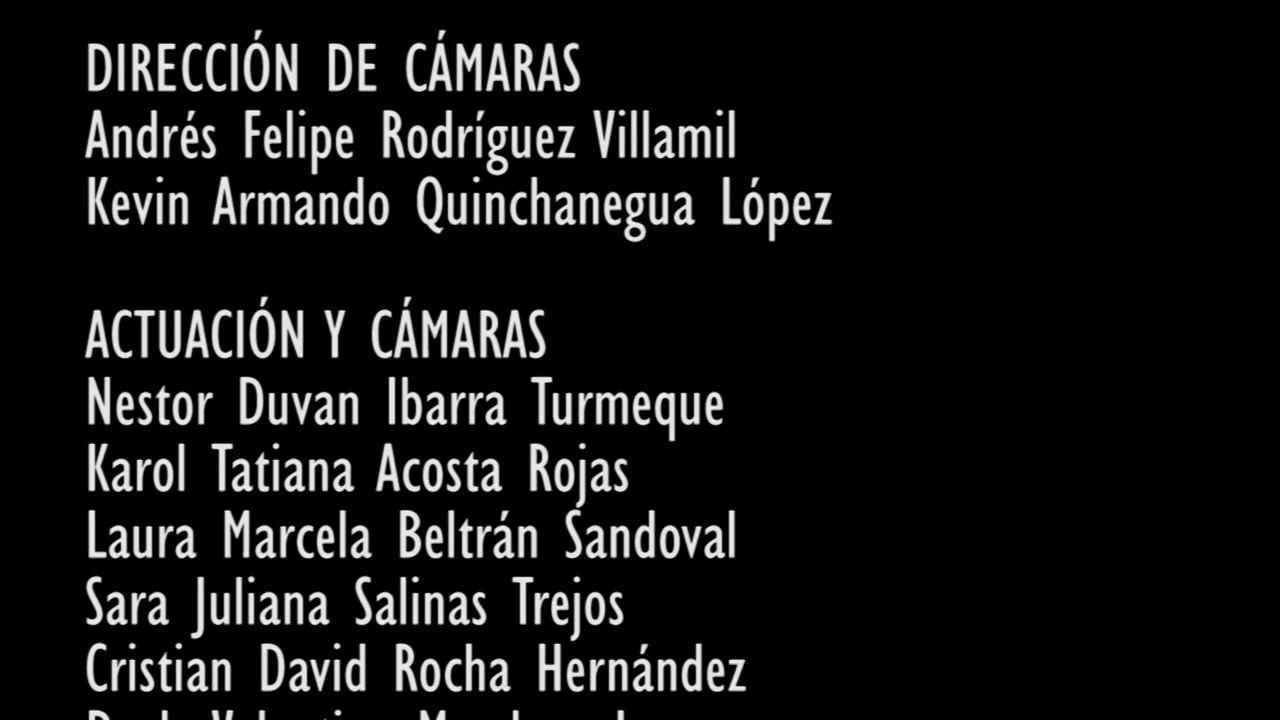 DIRECCIÓN DE CÁMARAS
Andrés Felipe Rodríguez Villamil
Kevin Armando Quinchanegua López
ACTUACIÓN Y CÁMARAS
Nestor Duvan Ibarra Turmeque
Karol Tatiana Acosta Rojas
Laura Marcela Beltrán Sandoval
Sara Juliana Salinas Trejos
Cristian David Rocha Hernández